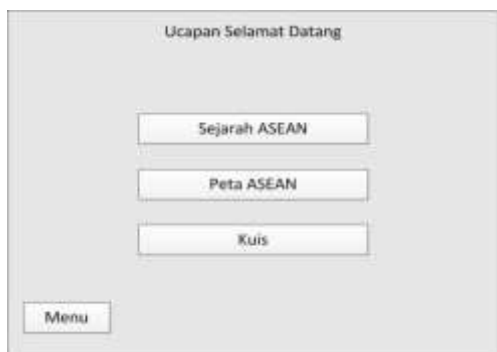 Ucapan Selamat Datang
Sejarah ASEAN
Peta ASEAN
Kuis
Menu